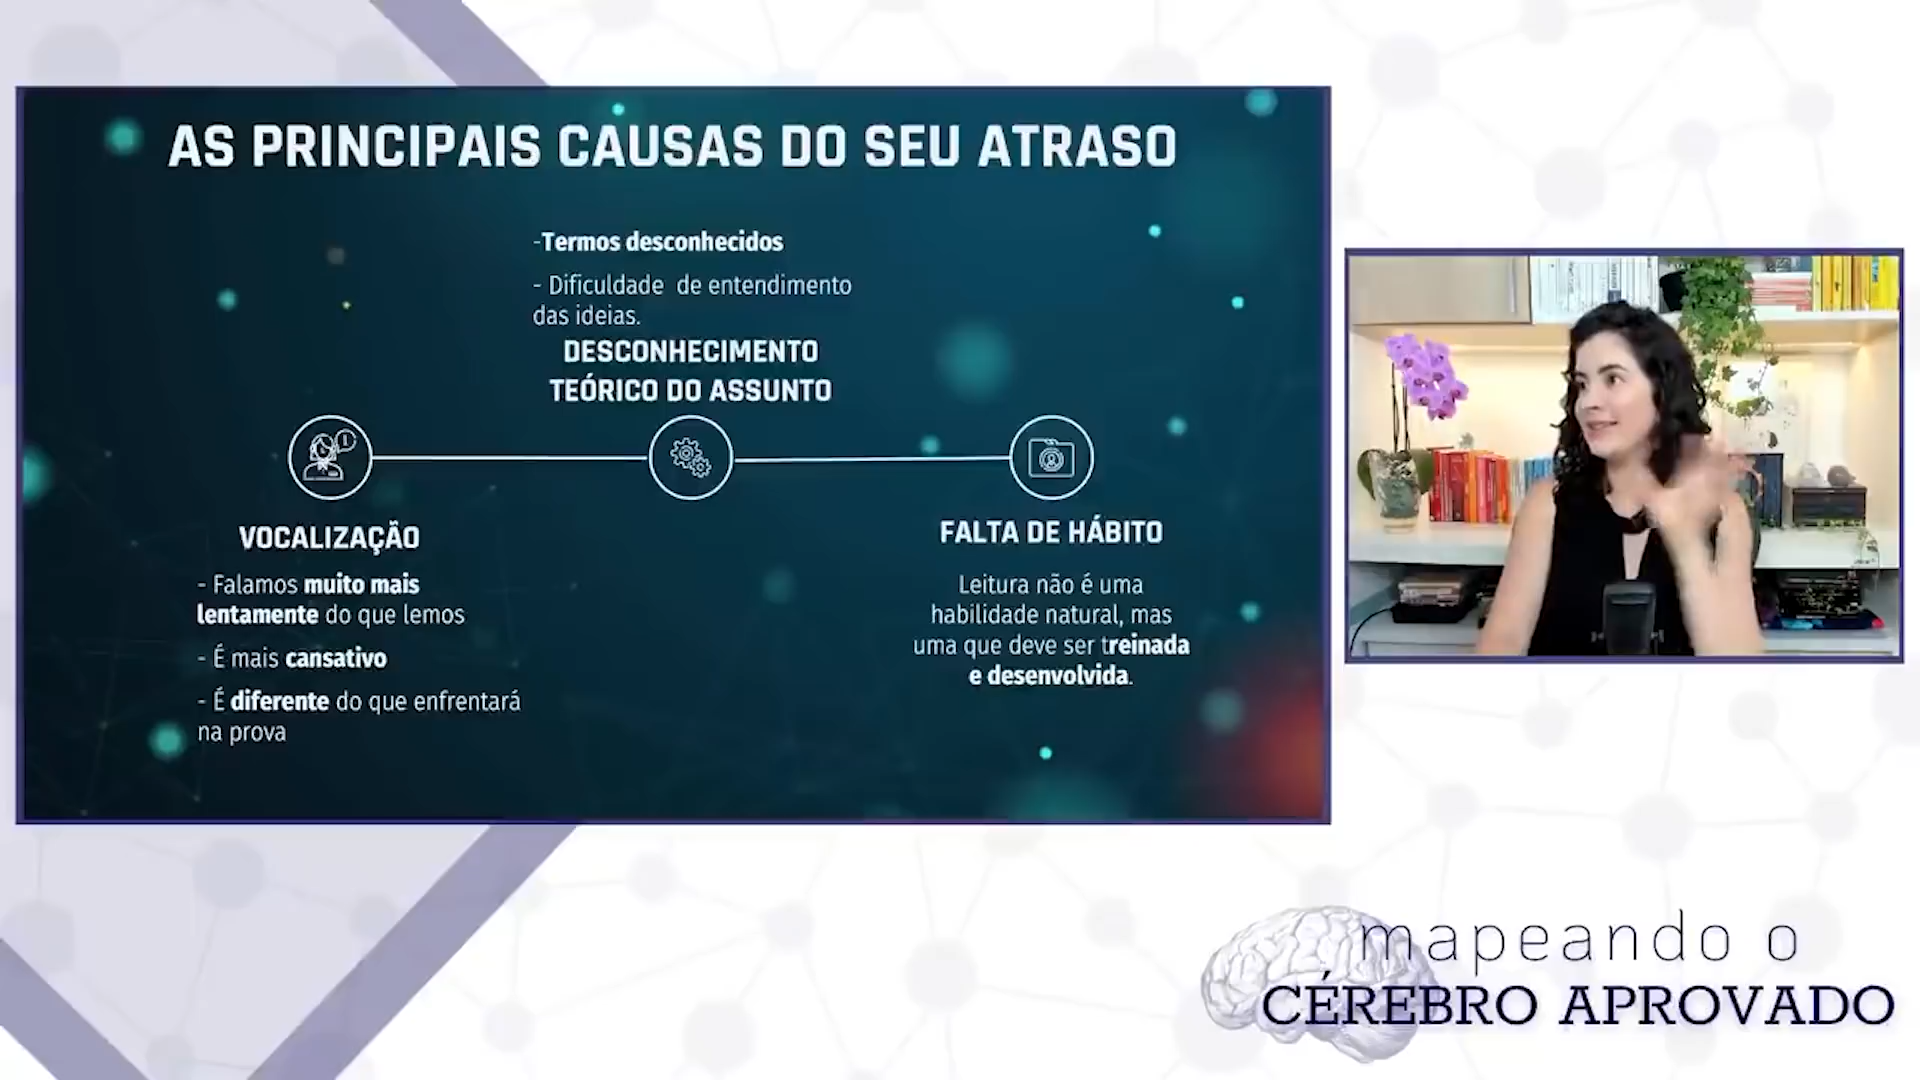 AS PRINCIPAIS CAUSAS DO SEU ATRASO
-Termos desconhecidos
- Dificuldade de entendimento
das ideias.
DESCONHECIMENTO
TEÓRICO DO ASSUNTO
VOCALIZAÇÃO
- Falamos muito mais
lentamente do que lemos
- É mais cansativo
- É diferente do que enfrentará
na prova
FALTA DE HÁBITO
Leitura não é uma
habilidade natural, mas
uma que deve ser treinada
e desenvolvida.
mapeando o
CÉREBRO APROVADO